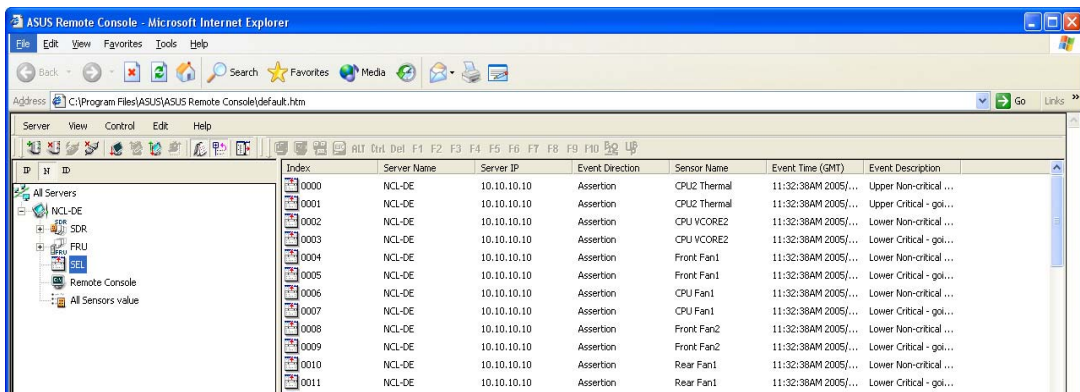 ASUS Remote Console - Microsoft Internet Explorer
File Edit View Favorites Tools Help
Back Search Favorites Media
Address C:\Program Files\ASUS\ASUS Remote Console\default.htm Go Links »
Server View Control Edit Help
ALT Ctrl Del F1 F2 F3 F4 F5 F6 F7 F8 F9 F10
IP N ID
All Servers
NCL-DE
SDR SDR
FRU FRU
SEL
Remote Console
All Sensors value
Index Server Name Server IP Event Direction Sensor Name Event Time (GMT) Event Description
0000 NCL-DE 10.10.10.10 Assertion CPU2 Thermal 11:32:38AM 2005/... Upper Non-critical ...
0001 NCL-DE 10.10.10.10 Assertion CPU2 Thermal 11:32:38AM 2005/... Upper Critical - goi...
0002 NCL-DE 10.10.10.10 Assertion CPU VCORE2 11:32:38AM 2005/... Lower Non-critical ...
0003 NCL-DE 10.10.10.10 Assertion CPU VCORE2 11:32:38AM 2005/... Lower Critical - goi...
0004 NCL-DE 10.10.10.10 Assertion Front Fan1 11:32:38AM 2005/... Lower Non-critical ...
0005 NCL-DE 10.10.10.10 Assertion Front Fan1 11:32:38AM 2005/... Lower Critical - goi...
0006 NCL-DE 10.10.10.10 Assertion CPU Fan1 11:32:38AM 2005/... Lower Non-critical ...
0007 NCL-DE 10.10.10.10 Assertion CPU Fan1 11:32:38AM 2005/... Lower Critical - goi...
0008 NCL-DE 10.10.10.10 Assertion Front Fan2 11:32:38AM 2005/... Lower Non-critical ...
0009 NCL-DE 10.10.10.10 Assertion Front Fan2 11:32:38AM 2005/... Lower Critical - goi...
0010 NCL-DE 10.10.10.10 Assertion Rear Fan1 11:32:38AM 2005/... Lower Non-critical ...
0011 NCL-DE 10.10.10.10 Assertion Rear Fan1 11:32:38AM 2005/... Lower Critical - goi...